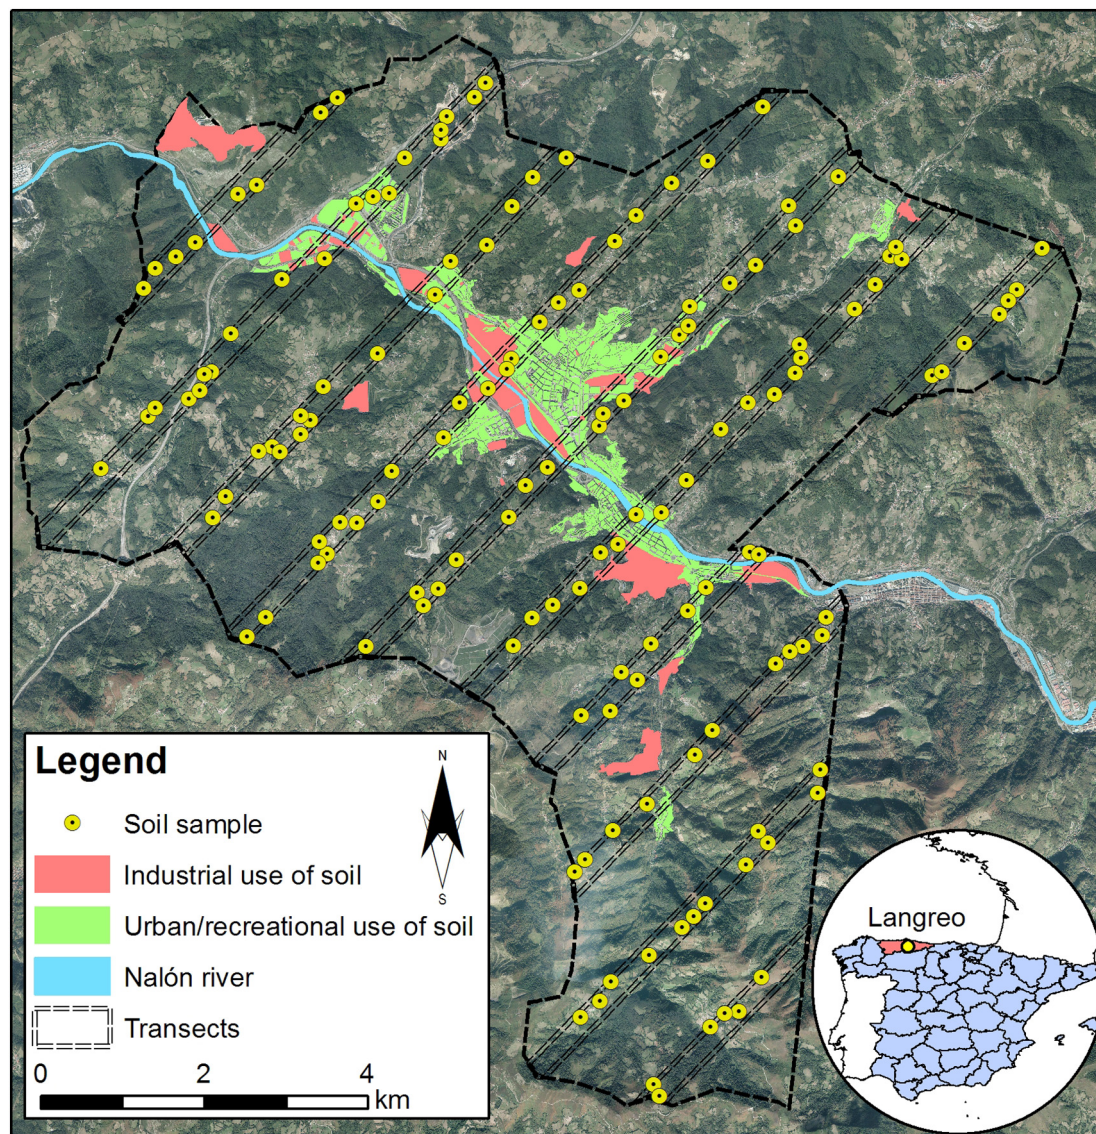 Legend
N
S
Soil sample
Industrial use of soil
Urban/recreational use of soil
Nalón river
Transects
0 2 4
km
Langreo